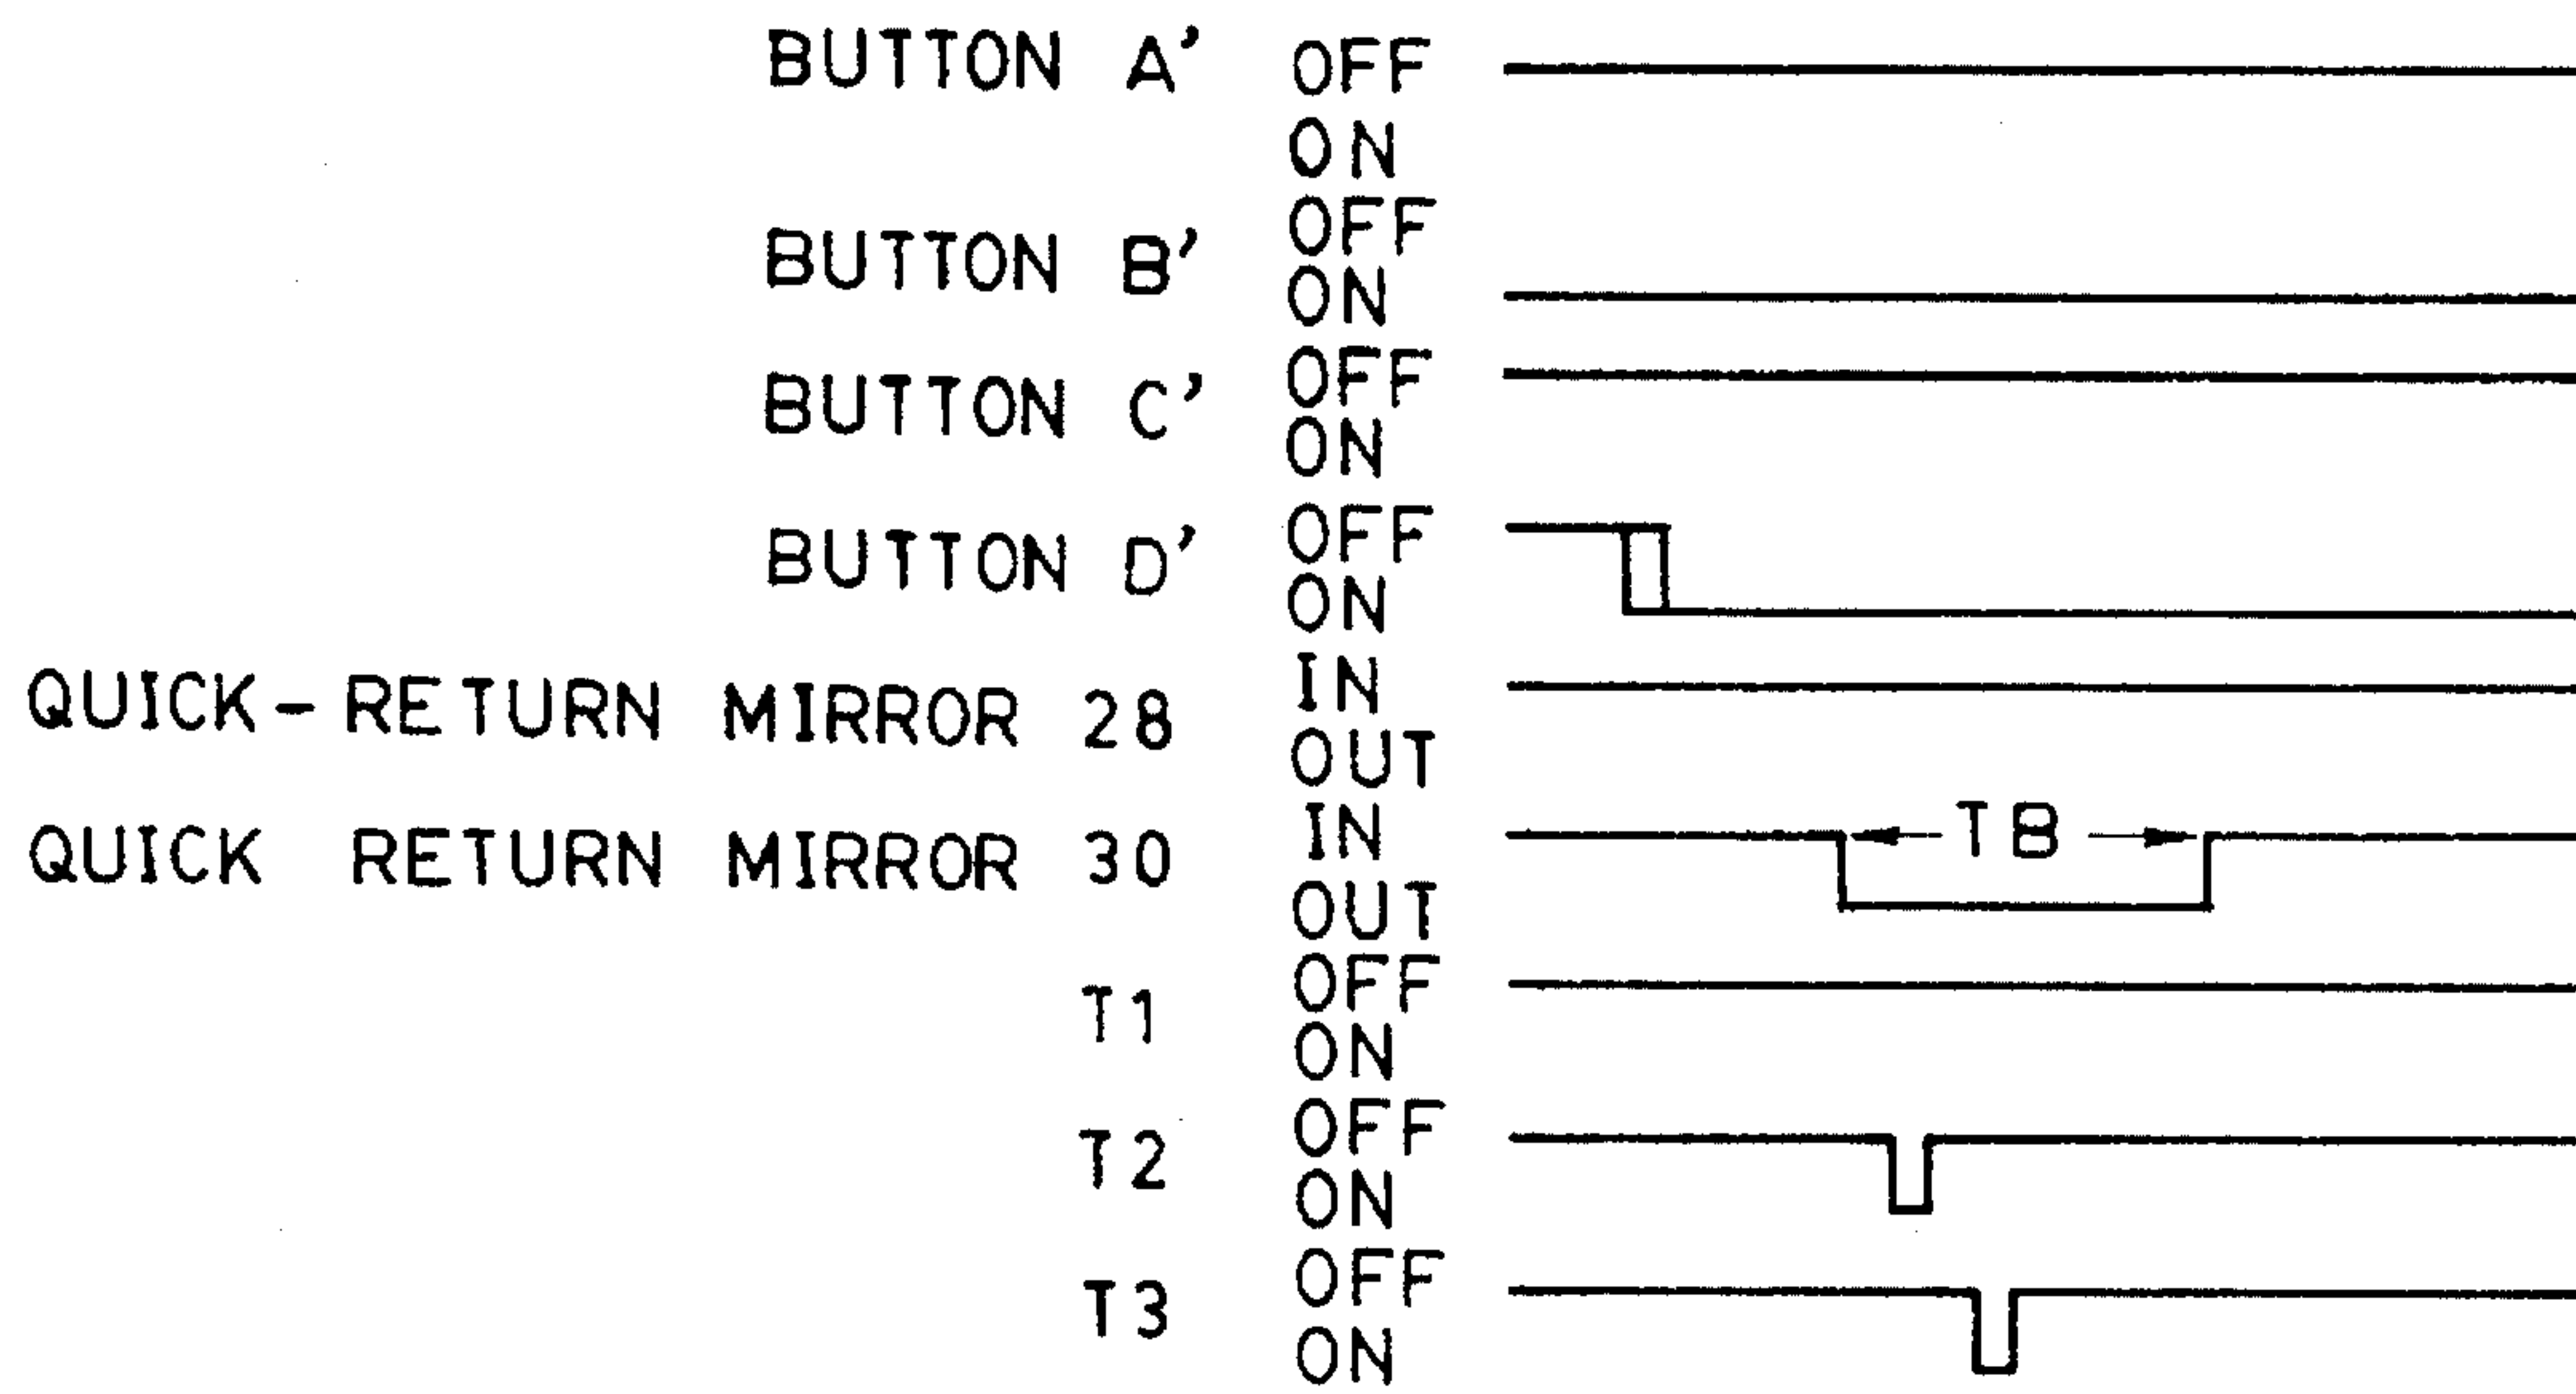 BUTTON A' OFF
ON
OFF
BUTTON B' ON
OFF
BUTTON C' ON
OFF
BUTTON D' ON
QUICK-RETURN MIRROR 28 IN
OUT
QUICK RETURN MIRROR 30 IN TB
OUT
OFF
T1 ON
OFF
T2 ON
OFF
T3 ON